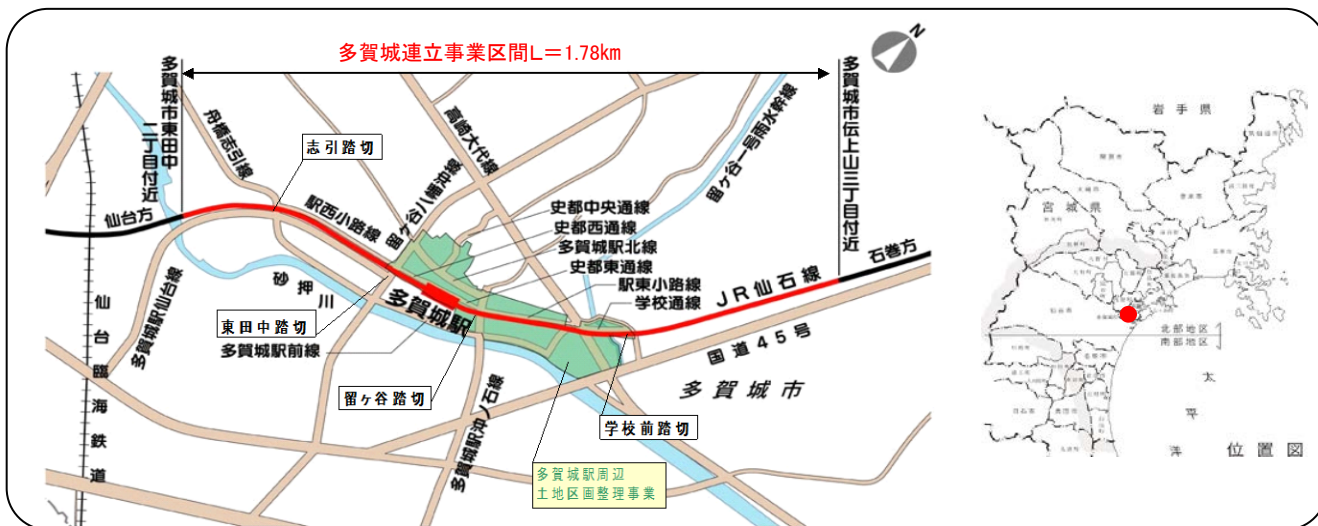 多賀城連立事業区間L＝1.78km
N
多賀城市東田中
二丁目付近
多賀城市伝上山三丁目付近
舟橋志引線
志引踏切
高崎大代線
留ヶ谷一号雨水幹線
留ヶ谷八幡沖線
駅西小路線
史都中央通線
史都西通線
多賀城駅北線
史都東通線
駅東小路線
学校通線
仙台方
石巻方
JR仙石線
砂押川
多賀城駅
多賀城駅仙台線
東田中踏切
多賀城駅前線
国道45号
仙台臨海鉄道
留ヶ谷踏切
多賀城駅沖ノ石線
多賀城市
学校前踏切
多賀城駅周辺
土地区画整理事業
岩手県
宮城県
北部地区
南部地区
太平洋
位置図